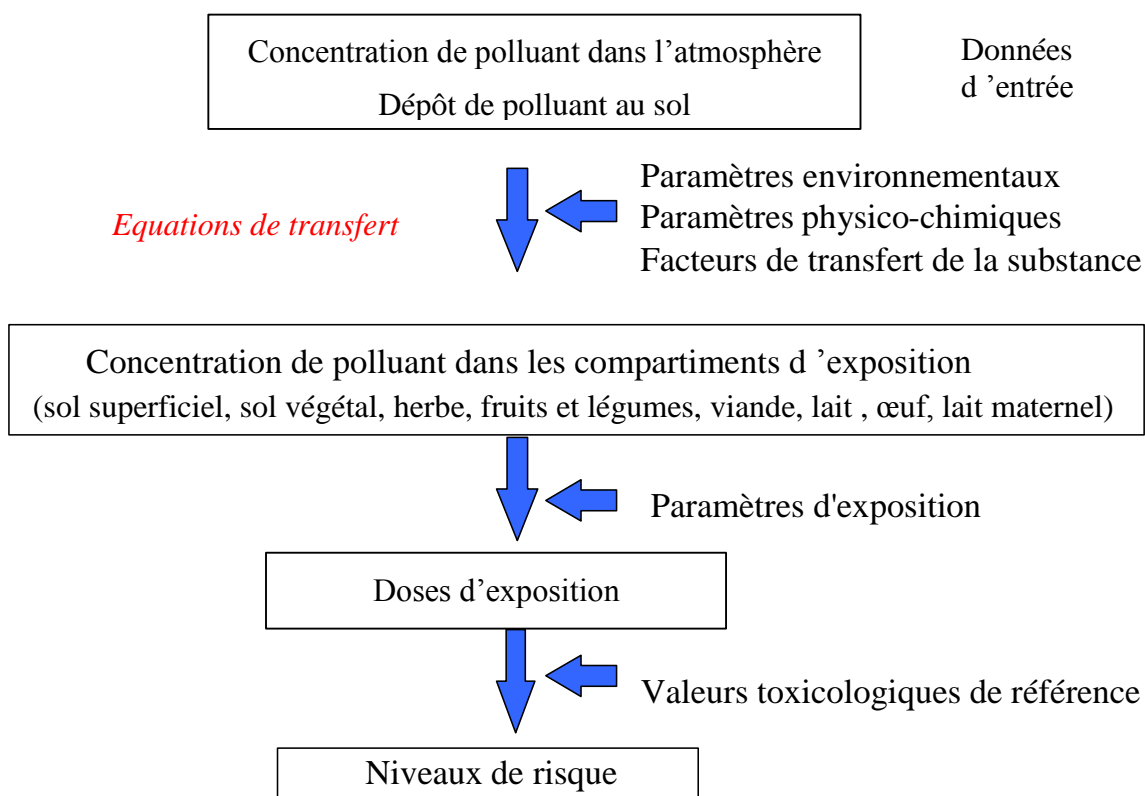 Concentration de polluant dans l’atmosphère
Dépôt de polluant au sol
Données
d ’entrée
Equations de transfert
Paramètres environnementaux
Paramètres physico-chimiques
Facteurs de transfert de la substance
Concentration de polluant dans les compartiments d ’exposition
(sol superficiel, sol végétal, herbe, fruits et légumes, viande, lait , œuf, lait maternel)
Paramètres d'exposition
Doses d’exposition
Valeurs toxicologiques de référence
Niveaux de risque